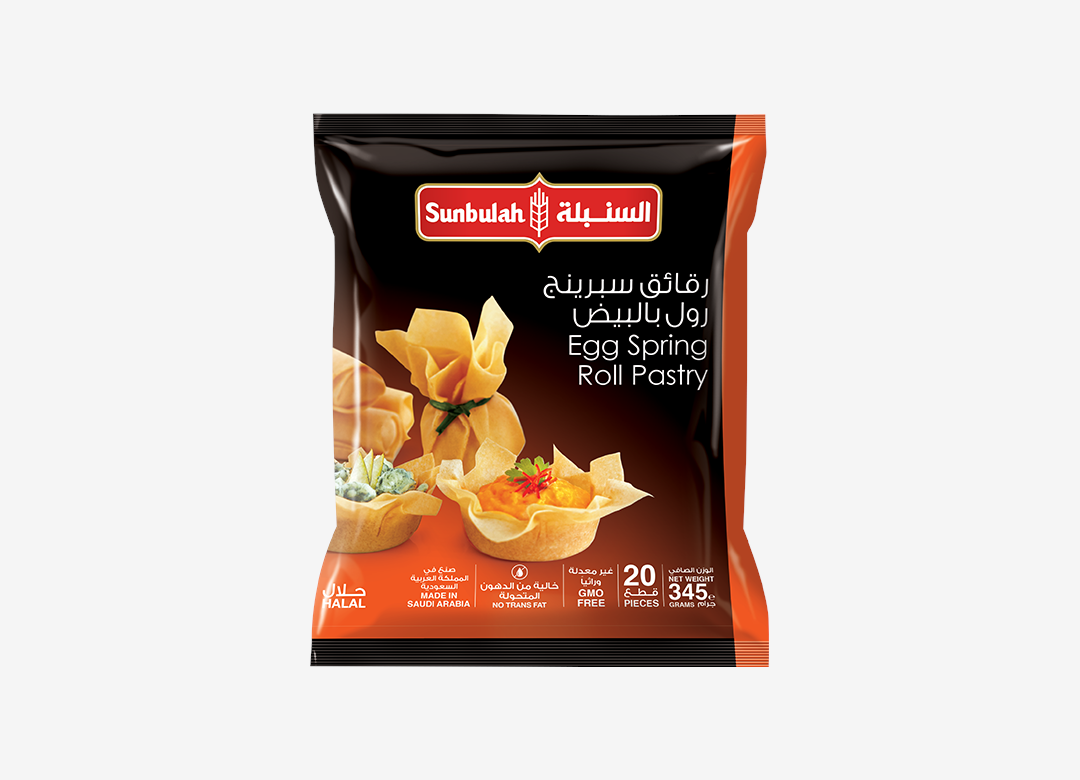 Sunbulah السنبلة
رقائق سبرينج
رول بالبيض
Egg Spring
Roll Pastry
حلال
HALAL
صنع في
المملكة العربية
السعودية
MADE IN
SAUDI ARABIA
خالية من الدهون
المتحولة
NO TRANS FAT
غير معدلة
وراثيا
GMO
FREE
20
قطع
PIECES
الوزن الصافي
NET WEIGHT
345 e
GRAMS جرام